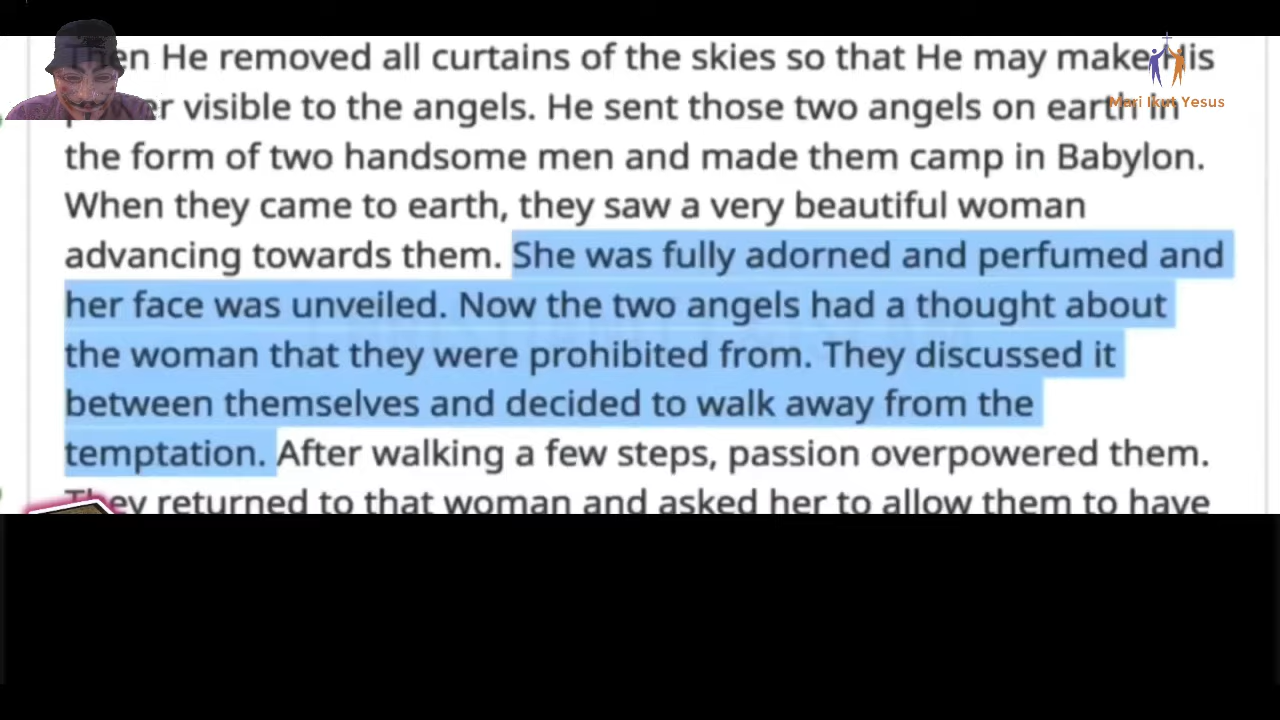 Then He removed all curtains of the skies so that He may make His
Mari Ikut Yesus
visible to the angels. He sent those two angels on earth in
the form of two handsome men and made them camp in Babylon.
When they came to earth, they saw a very beautiful woman
advancing towards them. She was fully adorned and perfumed and
her face was unveiled. Now the two angels had a thought about
the woman that they were prohibited from. They discussed it
between themselves and decided to walk away from the
temptation. After walking a few steps, passion overpowered them.
They returned to that woman and asked her to allow them to have